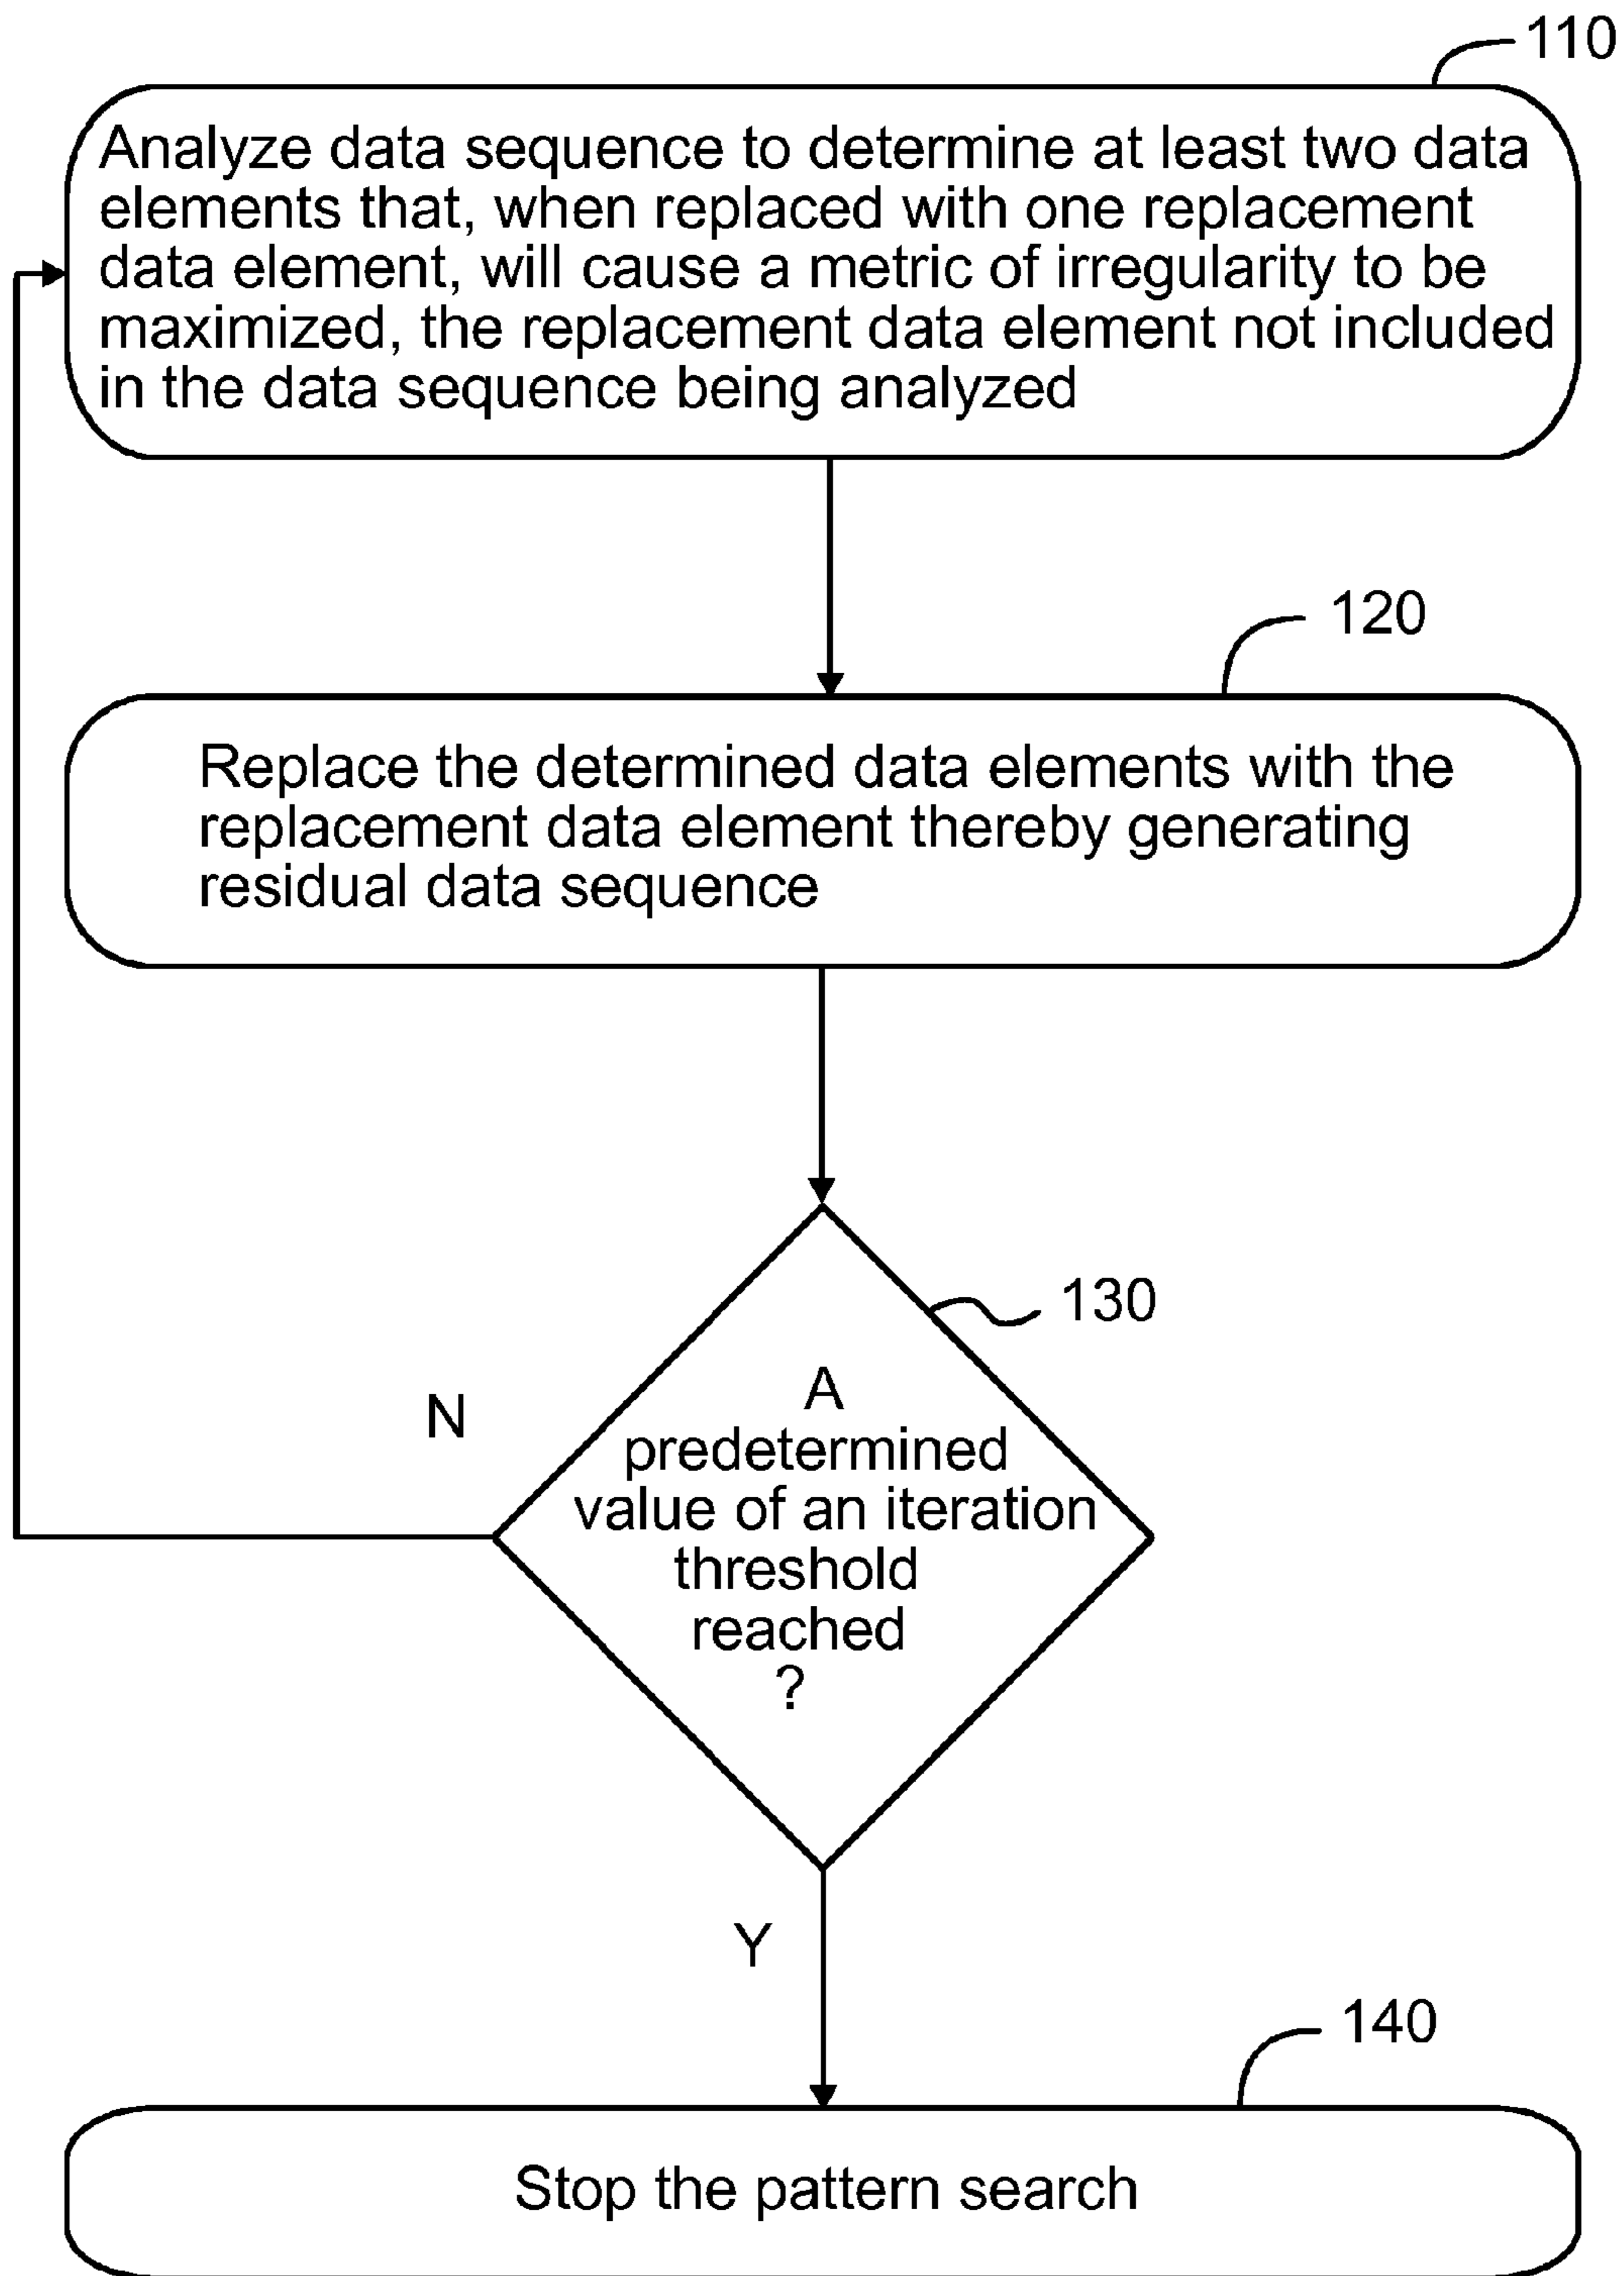 110
Analyze data sequence to determine at least two data
elements that, when replaced with one replacement
data element, will cause a metric of irregularity to be
maximized, the replacement data element not included
in the data sequence being analyzed
120
Replace the determined data elements with the
replacement data element thereby generating
residual data sequence
130
N
A
predetermined
value of an iteration
threshold
reached
?
Y
140
Stop the pattern search